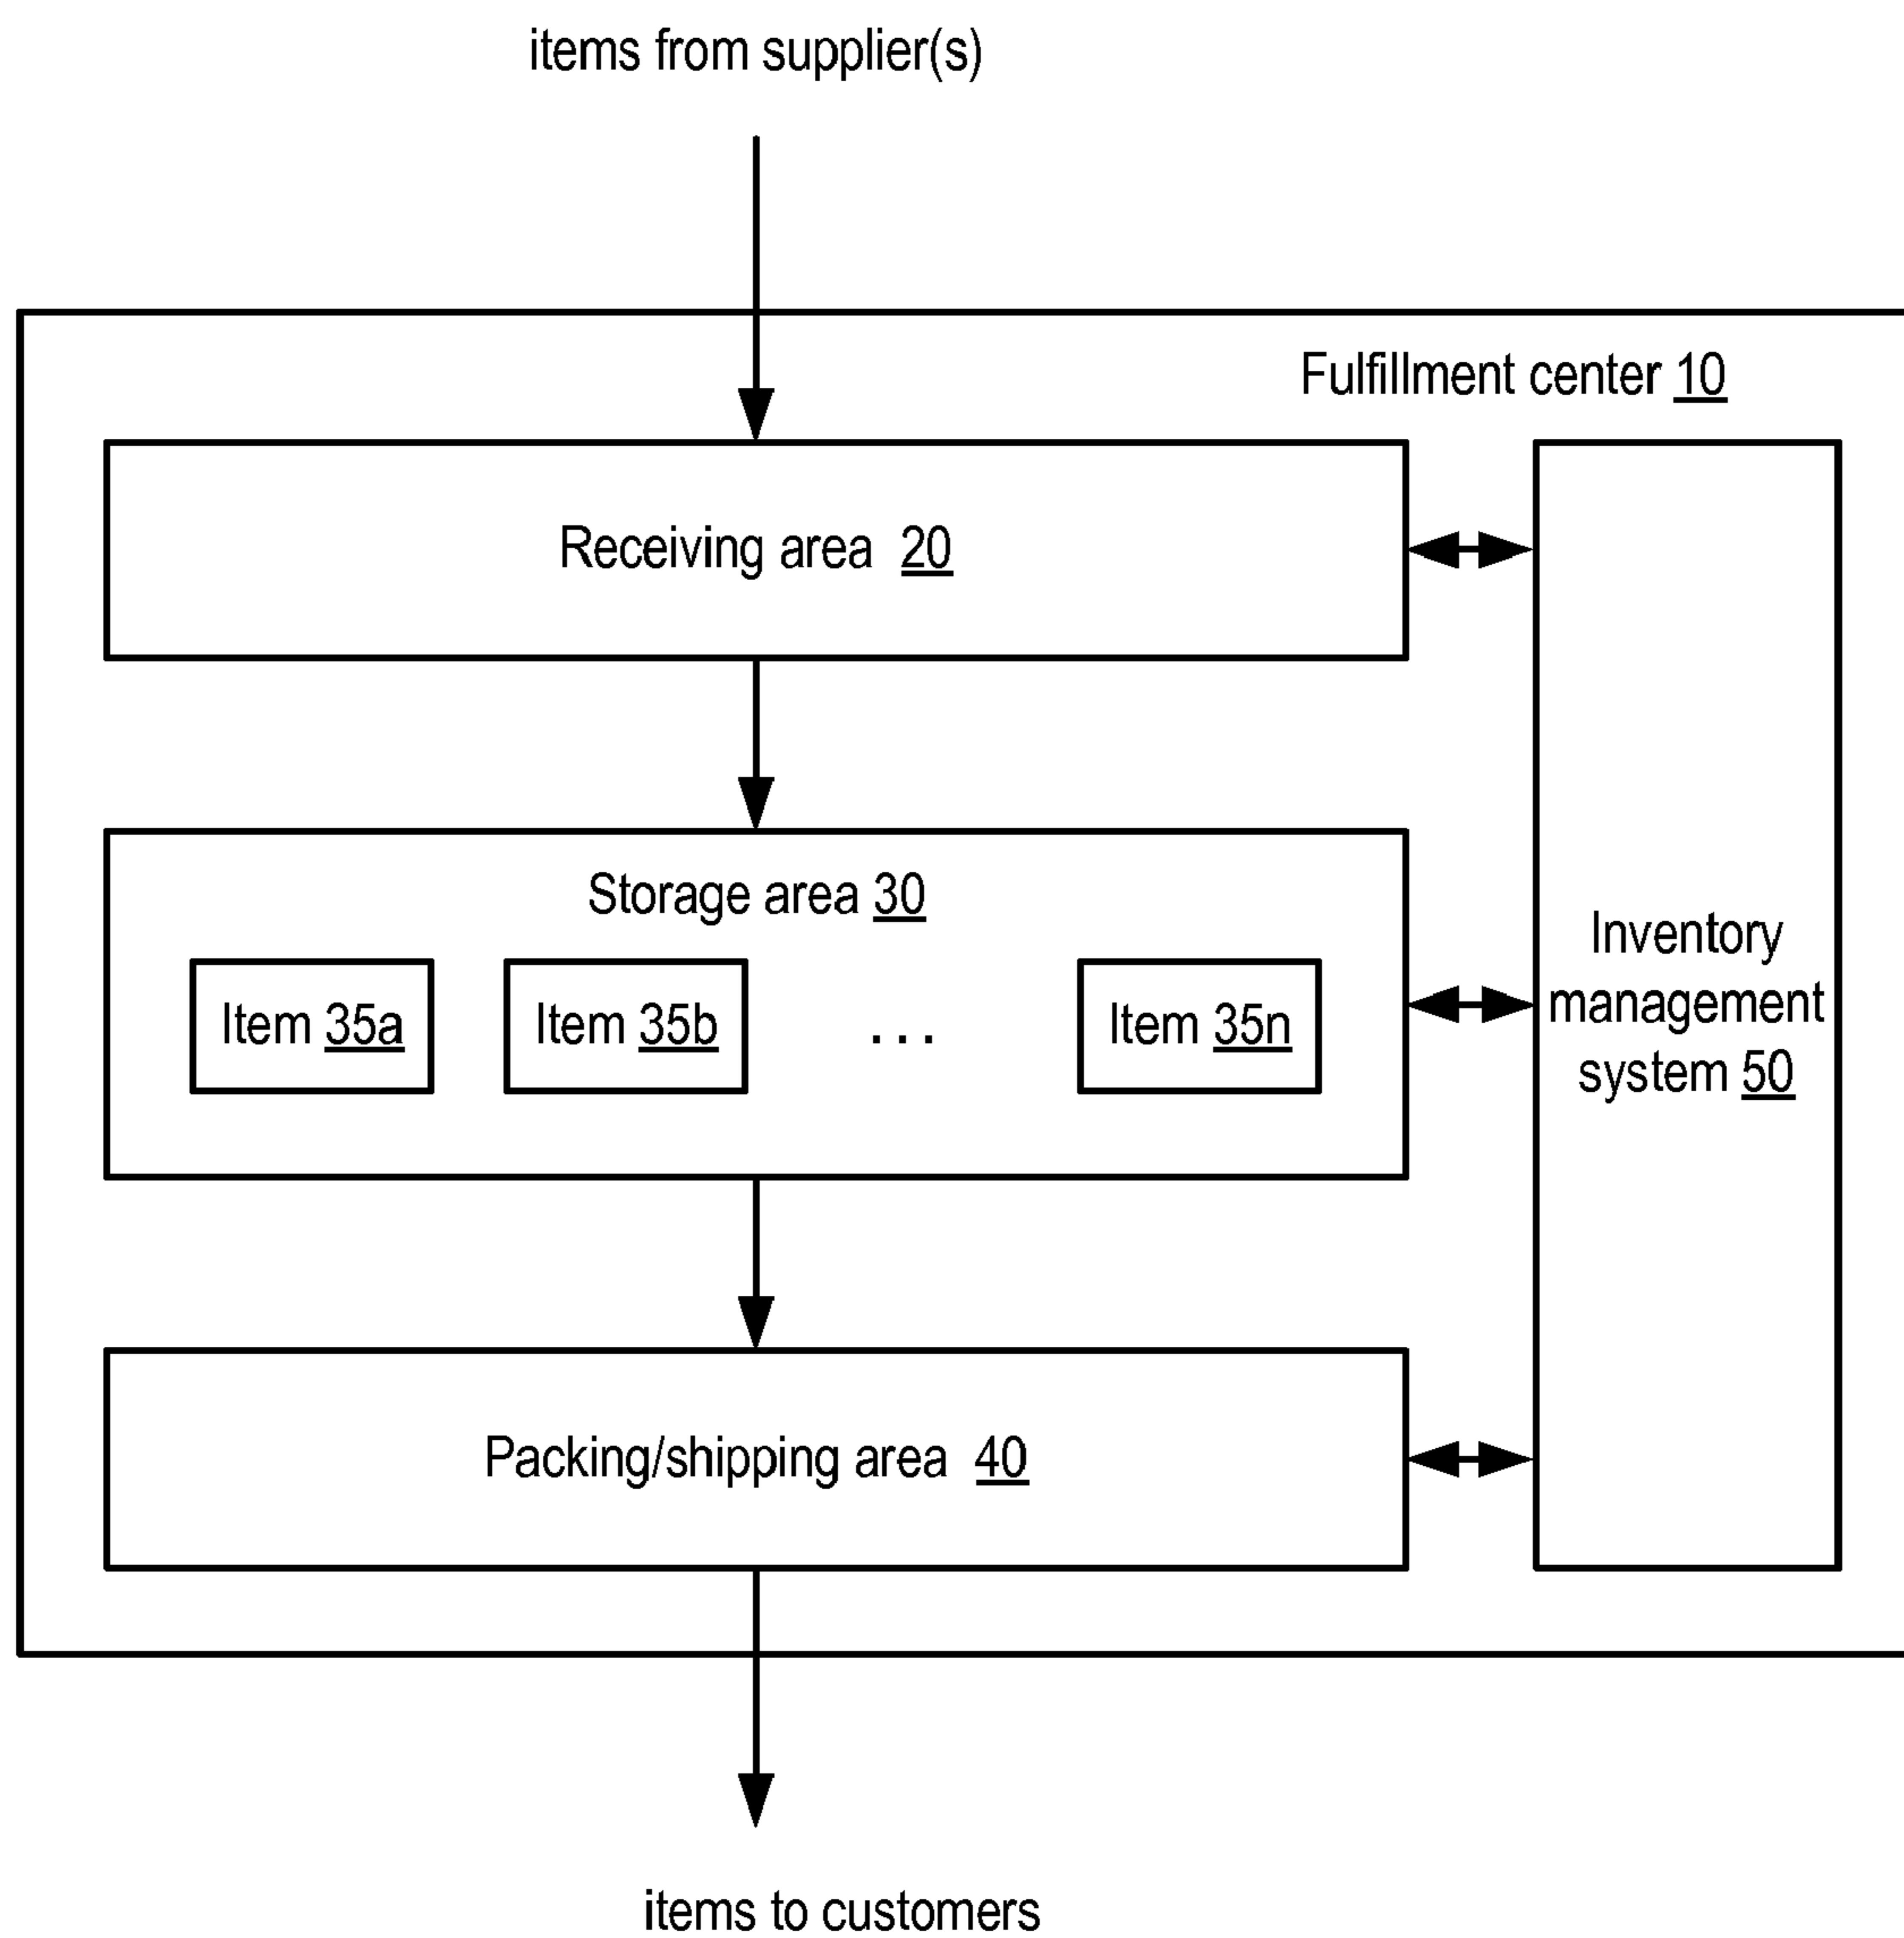 items from supplier(s)
Fulfillment center 10
Receiving area 20
Storage area 30
Item 35a
Item 35b
...
Item 35n
Inventory
management
system 50
Packing/shipping area 40
items to customers